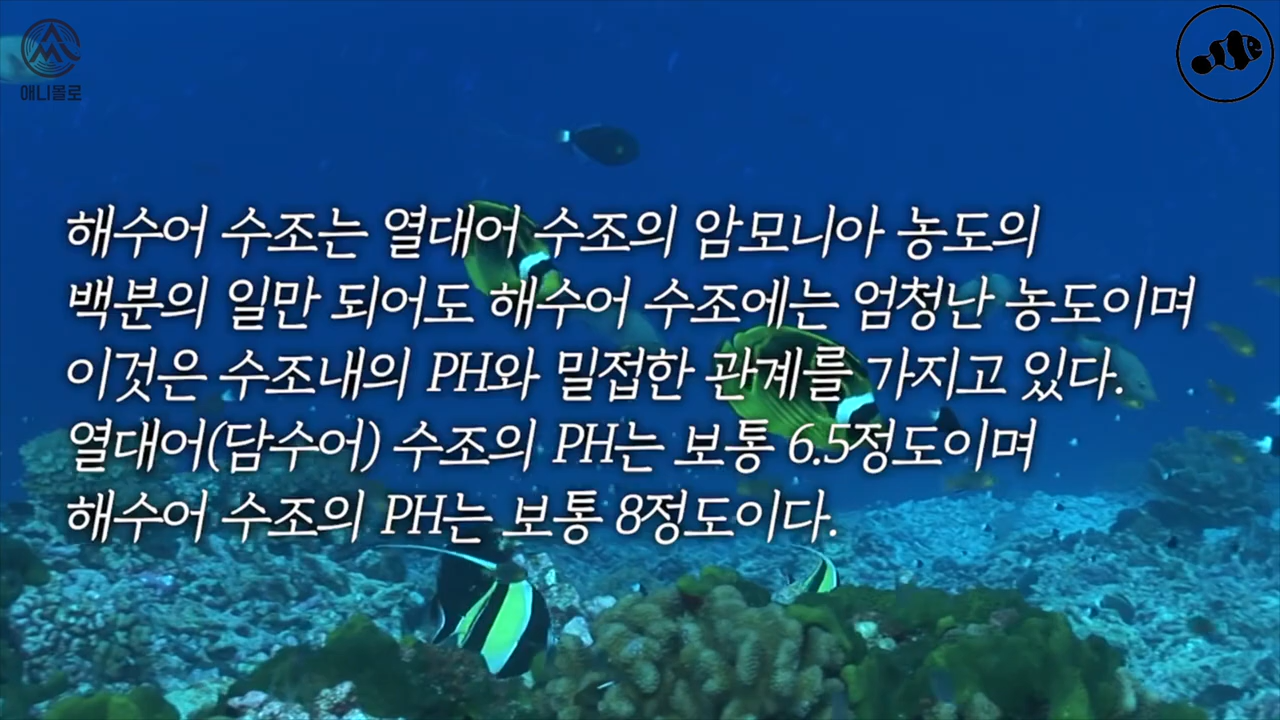 애니몰로
해수어 수조는 열대어 수조의 암모니아 농도의
백분의 일만 되어도 해수어 수조에는 엄청난 농도이며
이것은 수조내의 PH와 밀접한 관계를 가지고 있다.
열대어(담수어) 수조의 PH는 보통 6.5정도이며
해수어 수조의 PH는 보통 8정도이다.